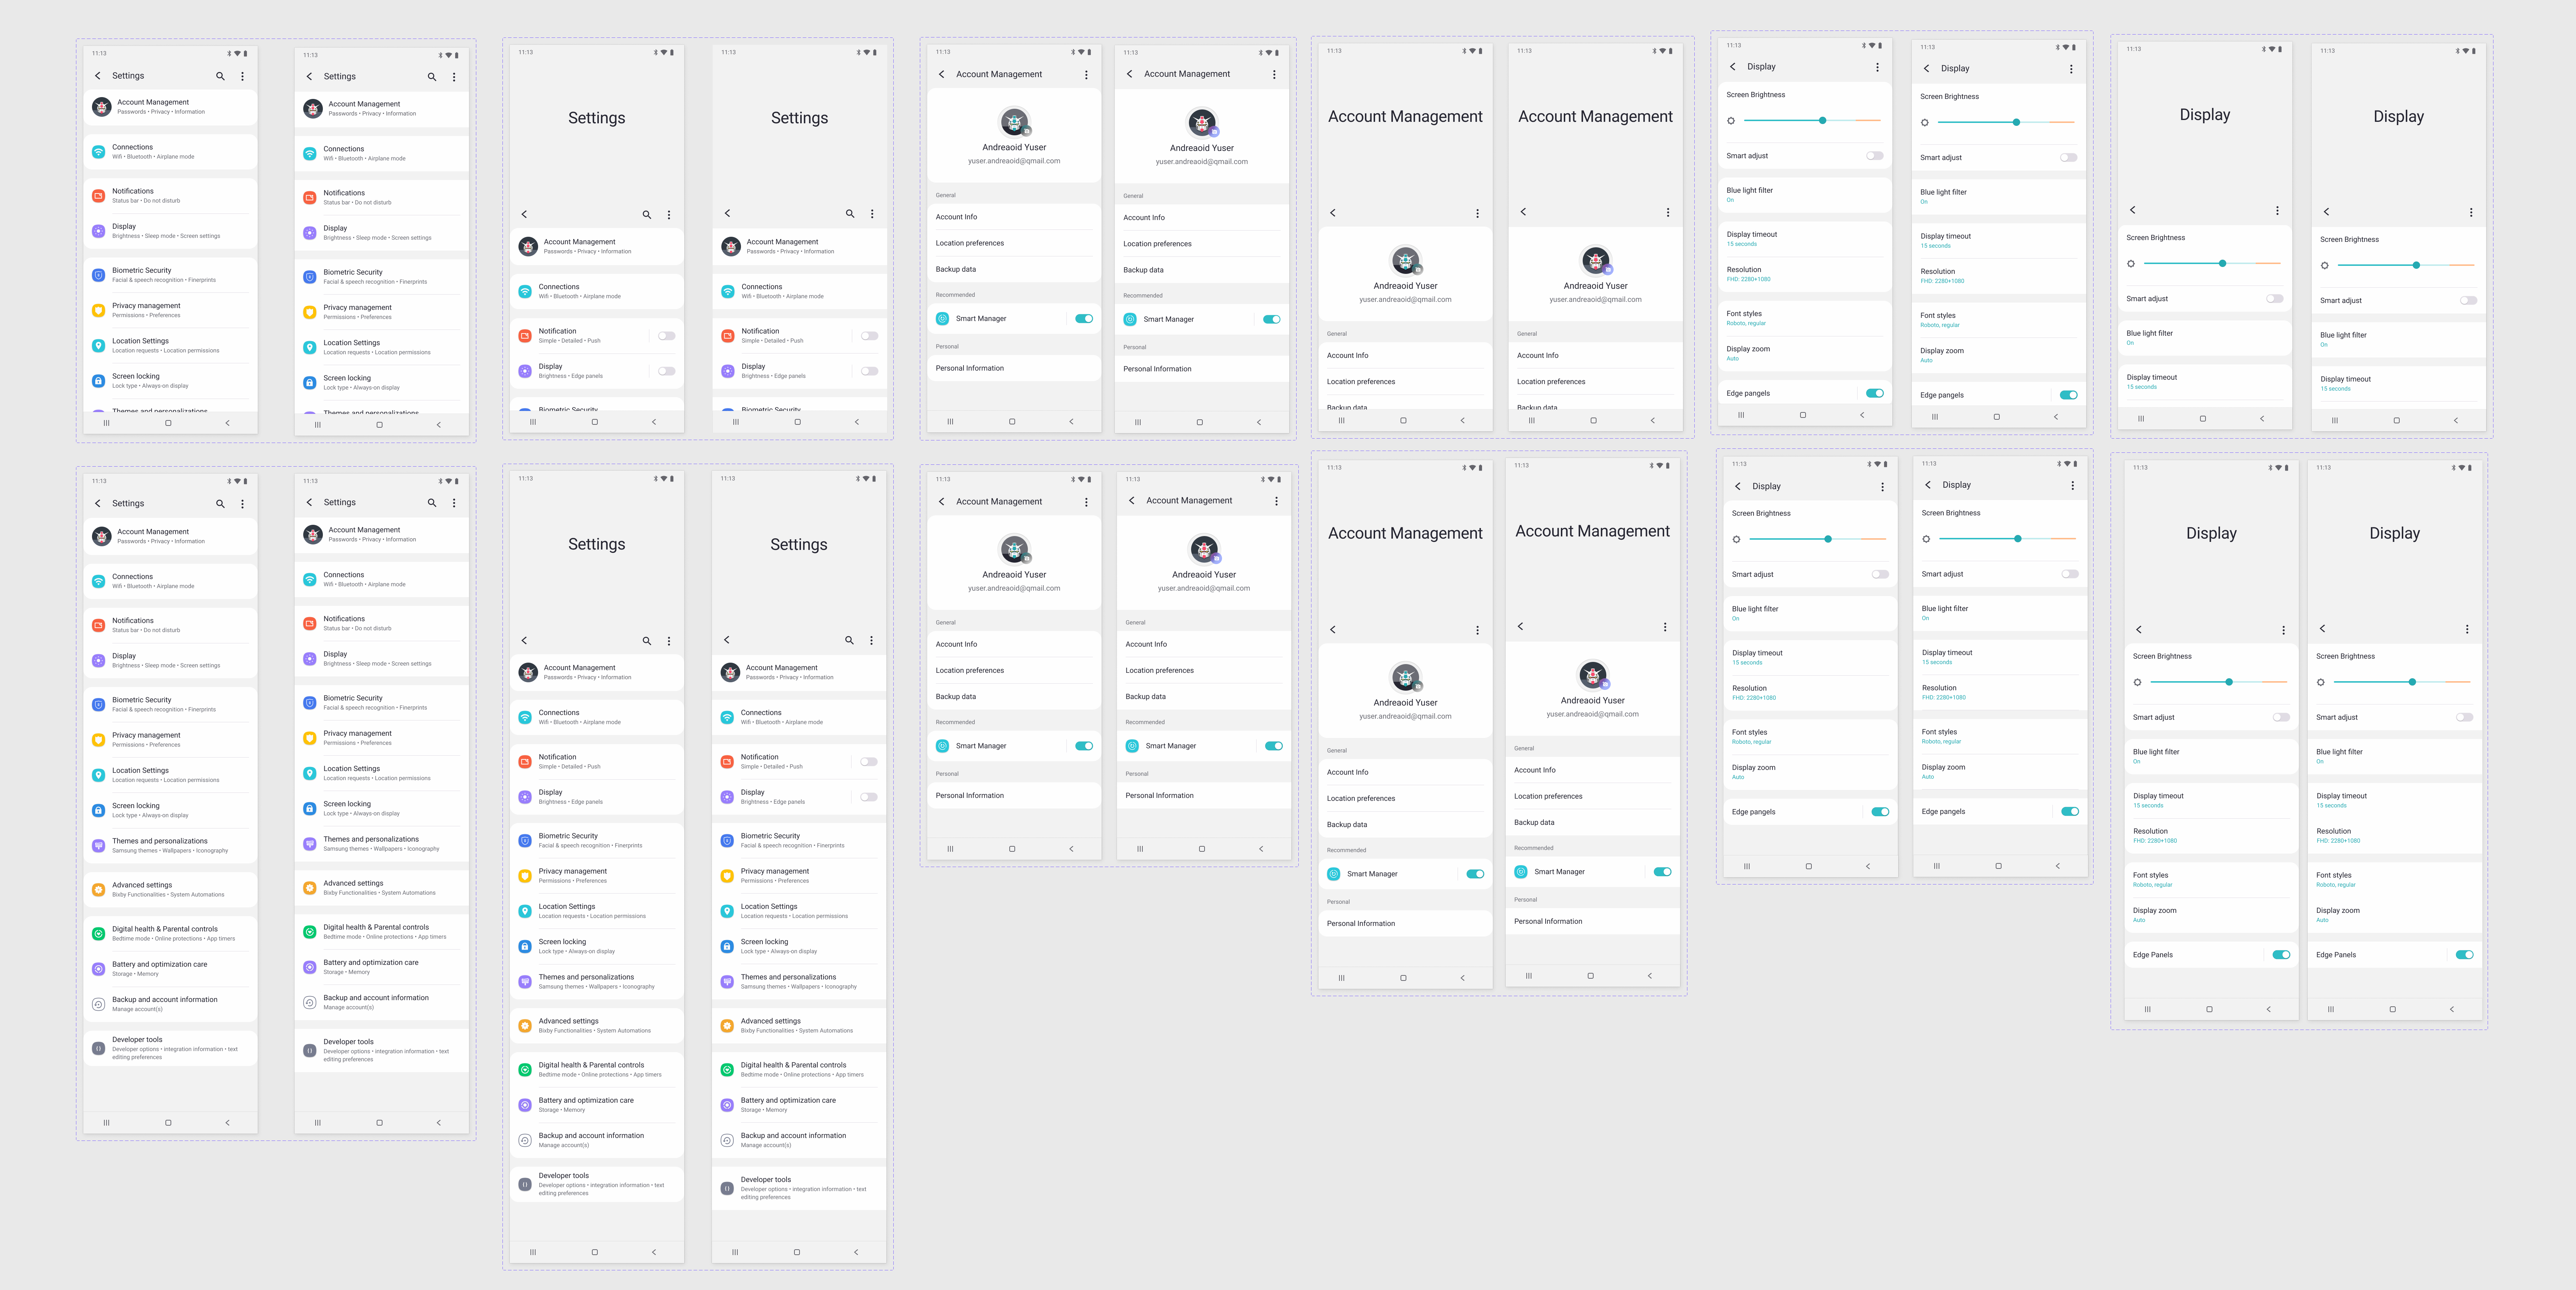 11:13
Settings
Account Management
Passwords • Privacy • Information
Connections
Wifi • Bluetooth • Airplane mode
Notifications
Status bar • Do not disturb
Display
Brightness • Sleep mode • Screen settings
Biometric Security
Facial & speech recognition • Finerprints
Privacy management
Permissions • Preferences
Location Settings
Location requests • Location permissions
Screen locking
Lock type • Always-on display
Themes and personalizations
11:13
Settings
Account Management
Passwords • Privacy • Information
Connections
Wifi • Bluetooth • Airplane mode
Notifications
Status bar • Do not disturb
Display
Brightness • Sleep mode • Screen settings
Biometric Security
Facial & speech recognition • Finerprints
Privacy management
Permissions • Preferences
Location Settings
Location requests • Location permissions
Screen locking
Lock type • Always-on display
Themes and personalizations
11:13
Settings
Account Management
Passwords • Privacy • Information
Connections
Wifi • Bluetooth • Airplane mode
Notification
Simple • Detailed • Push
Display
Brightness • Edge panels
Biometric Security
11:13
Settings
Account Management
Passwords • Privacy • Information
Connections
Wifi • Bluetooth • Airplane mode
Notification
Simple • Detailed • Push
Display
Brightness • Edge panels
Biometric Security
11:13
Account Management
Andreaoid Yuser
yuser.andreaoid@qmail.com
General
Account Info
Location preferences
Backup data
Recommended
Smart Manager
Personal
Personal Information
11:13
Account Management
Andreaoid Yuser
yuser.andreaoid@qmail.com
General
Account Info
Location preferences
Backup data
Recommended
Smart Manager
Personal
Personal Information
11:13
Account Management
Andreaoid Yuser
yuser.andreaoid@qmail.com
General
Account Info
Location preferences
Backup data
11:13
Account Management
Andreaoid Yuser
yuser.andreaoid@qmail.com
General
Account Info
Location preferences
Backup data
11:13
Display
Screen Brightness
Smart adjust
Blue light filter
On
Display timeout
15 seconds
Resolution
FHD: 2280×1080
Font styles
Roboto, regular
Display zoom
Auto
Edge pangels
11:13
Display
Screen Brightness
Smart adjust
Blue light filter
On
Display timeout
15 seconds
Resolution
FHD: 2280×1080
Font styles
Roboto, regular
Display zoom
Auto
Edge pangels
11:13
Display
Screen Brightness
Smart adjust
Blue light filter
On
Display timeout
15 seconds
11:13
Display
Screen Brightness
Smart adjust
Blue light filter
On
Display timeout
15 seconds
11:13
Settings
Account Management
Passwords • Privacy • Information
Connections
Wifi • Bluetooth • Airplane mode
Notifications
Status bar • Do not disturb
Display
Brightness • Sleep mode • Screen settings
Biometric Security
Facial & speech recognition • Finerprints
Privacy management
Permissions • Preferences
Location Settings
Location requests • Location permissions
Screen locking
Lock type • Always-on display
Themes and personalizations
Samsung themes • Wallpapers • Iconography
Advanced settings
Bixby Functionalities • System Automations
Digital health & Parental controls
Bedtime mode • Online protections • App timers
Battery and optimization care
Storage • Memory
Backup and account information
Manage account(s)
Developer tools
Developer options • integration information • text
editing preferences
11:13
Settings
Account Management
Passwords • Privacy • Information
Connections
Wifi • Bluetooth • Airplane mode
Notifications
Status bar • Do not disturb
Display
Brightness • Sleep mode • Screen settings
Biometric Security
Facial & speech recognition • Finerprints
Privacy management
Permissions • Preferences
Location Settings
Location requests • Location permissions
Screen locking
Lock type • Always-on display
Themes and personalizations
Samsung themes • Wallpapers • Iconography
Advanced settings
Bixby Functionalities • System Automations
Digital health & Parental controls
Bedtime mode • Online protections • App timers
Battery and optimization care
Storage • Memory
Backup and account information
Manage account(s)
Developer tools
Developer options • integration information • text
editing preferences
11:13
Settings
Account Management
Passwords • Privacy • Information
Connections
Wifi • Bluetooth • Airplane mode
Notification
Simple • Detailed • Push
Display
Brightness • Edge panels
Biometric Security
Facial & speech recognition • Finerprints
Privacy management
Permissions • Preferences
Location Settings
Location requests • Location permissions
Screen locking
Lock type • Always-on display
Themes and personalizations
Samsung themes • Wallpapers • Iconography
Advanced settings
Bixby Functionalities • System Automations
Digital health & Parental controls
Bedtime mode • Online protections • App timers
Battery and optimization care
Storage • Memory
Backup and account information
Manage account(s)
Developer tools
Developer options • integration information • text
editing preferences
11:13
Settings
Account Management
Passwords • Privacy • Information
Connections
Wifi • Bluetooth • Airplane mode
Notification
Simple • Detailed • Push
Display
Brightness • Edge panels
Biometric Security
Facial & speech recognition • Finerprints
Privacy management
Permissions • Preferences
Location Settings
Location requests • Location permissions
Screen locking
Lock type • Always-on display
Themes and personalizations
Samsung themes • Wallpapers • Iconography
Advanced settings
Bixby Functionalities • System Automations
Digital health & Parental controls
Bedtime mode • Online protections • App timers
Battery and optimization care
Storage • Memory
Backup and account information
Manage account(s)
Developer tools
Developer options • integration information • text
editing preferences
11:13
Account Management
Andreaoid Yuser
yuser.andreaoid@qmail.com
General
Account Info
Location preferences
Backup data
Recommended
Smart Manager
Personal
Personal Information
11:13
Account Management
Andreaoid Yuser
yuser.andreaoid@qmail.com
General
Account Info
Location preferences
Backup data
Recommended
Smart Manager
Personal
Personal Information
11:13
Account Management
Andreaoid Yuser
yuser.andreaoid@qmail.com
General
Account Info
Location preferences
Backup data
Recommended
Smart Manager
Personal
Personal Information
11:13
Account Management
Andreaoid Yuser
yuser.andreaoid@qmail.com
General
Account Info
Location preferences
Backup data
Recommended
Smart Manager
Personal
Personal Information
11:13
Display
Screen Brightness
Smart adjust
Blue light filter
On
Display timeout
15 seconds
Resolution
FHD: 2280×1080
Font styles
Roboto, regular
Display zoom
Auto
Edge pangels
11:13
Display
Screen Brightness
Smart adjust
Blue light filter
On
Display timeout
15 seconds
Resolution
FHD: 2280×1080
Font styles
Roboto, regular
Display zoom
Auto
Edge pangels
11:13
Display
Screen Brightness
Smart adjust
Blue light filter
On
Display timeout
15 seconds
Resolution
FHD: 2280×1080
Font styles
Roboto, regular
Display zoom
Auto
Edge Panels
11:13
Display
Screen Brightness
Smart adjust
Blue light filter
On
Display timeout
15 seconds
Resolution
FHD: 2280×1080
Font styles
Roboto, regular
Display zoom
Auto
Edge Panels